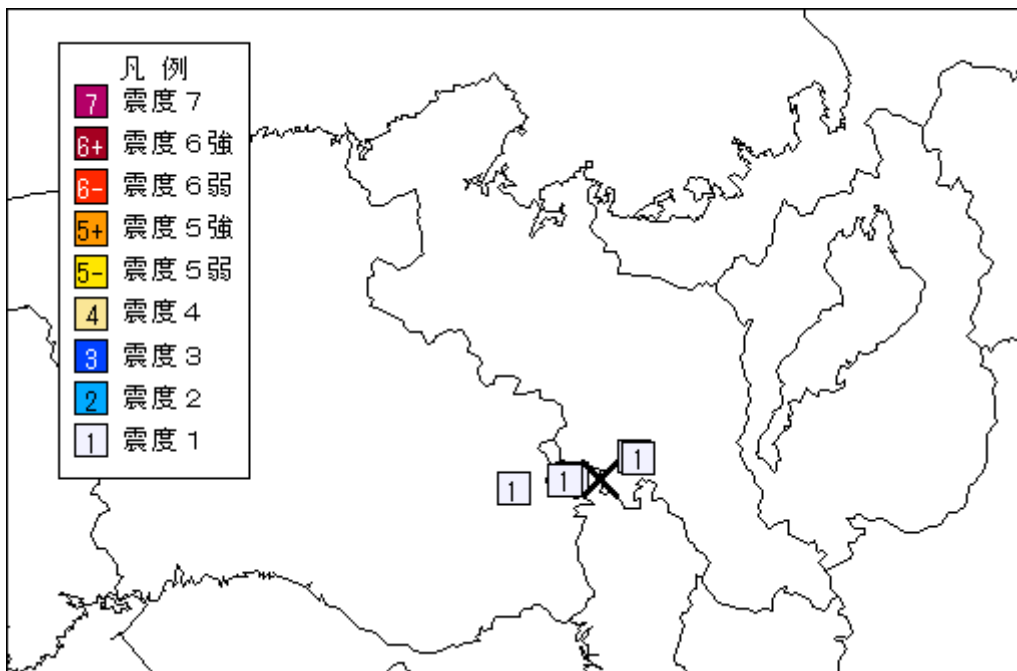 凡 例
7 震度７
6+ 震度６強
6- 震度６弱
5+ 震度５強
5- 震度５弱
4 震度４
3 震度３
2 震度２
1 震度１
1
1
1